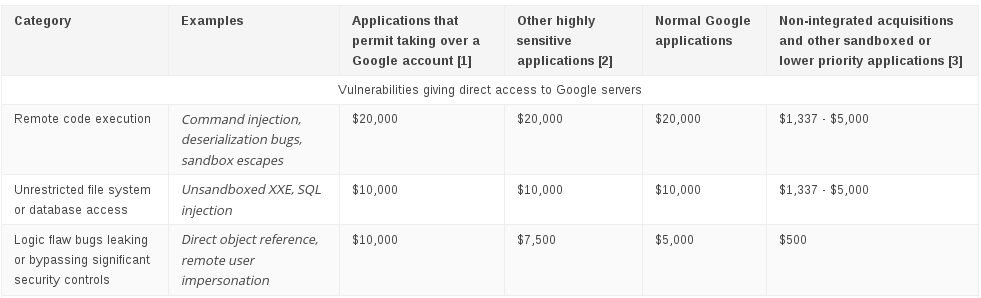 Category
Examples
Applications that
permit taking over a
Google account [1]
Other highly
sensitive
applications [2]
Normal Google
applications
Non-integrated acquisitions
and other sandboxed or
lower priority applications [3]
Vulnerabilities giving direct access to Google servers
Remote code execution
Command injection,
deserialization bugs,
sandbox escapes
$20,000
$20,000
$20,000
$1,337 - $5,000
Unrestricted file system
or database access
Unsandboxed XXE, SQL
injection
$10,000
$10,000
$10,000
$1,337 - $5,000
Logic flaw bugs leaking
or bypassing significant
security controls
Direct object reference,
remote user
impersonation
$10,000
$7,500
$5,000
$500